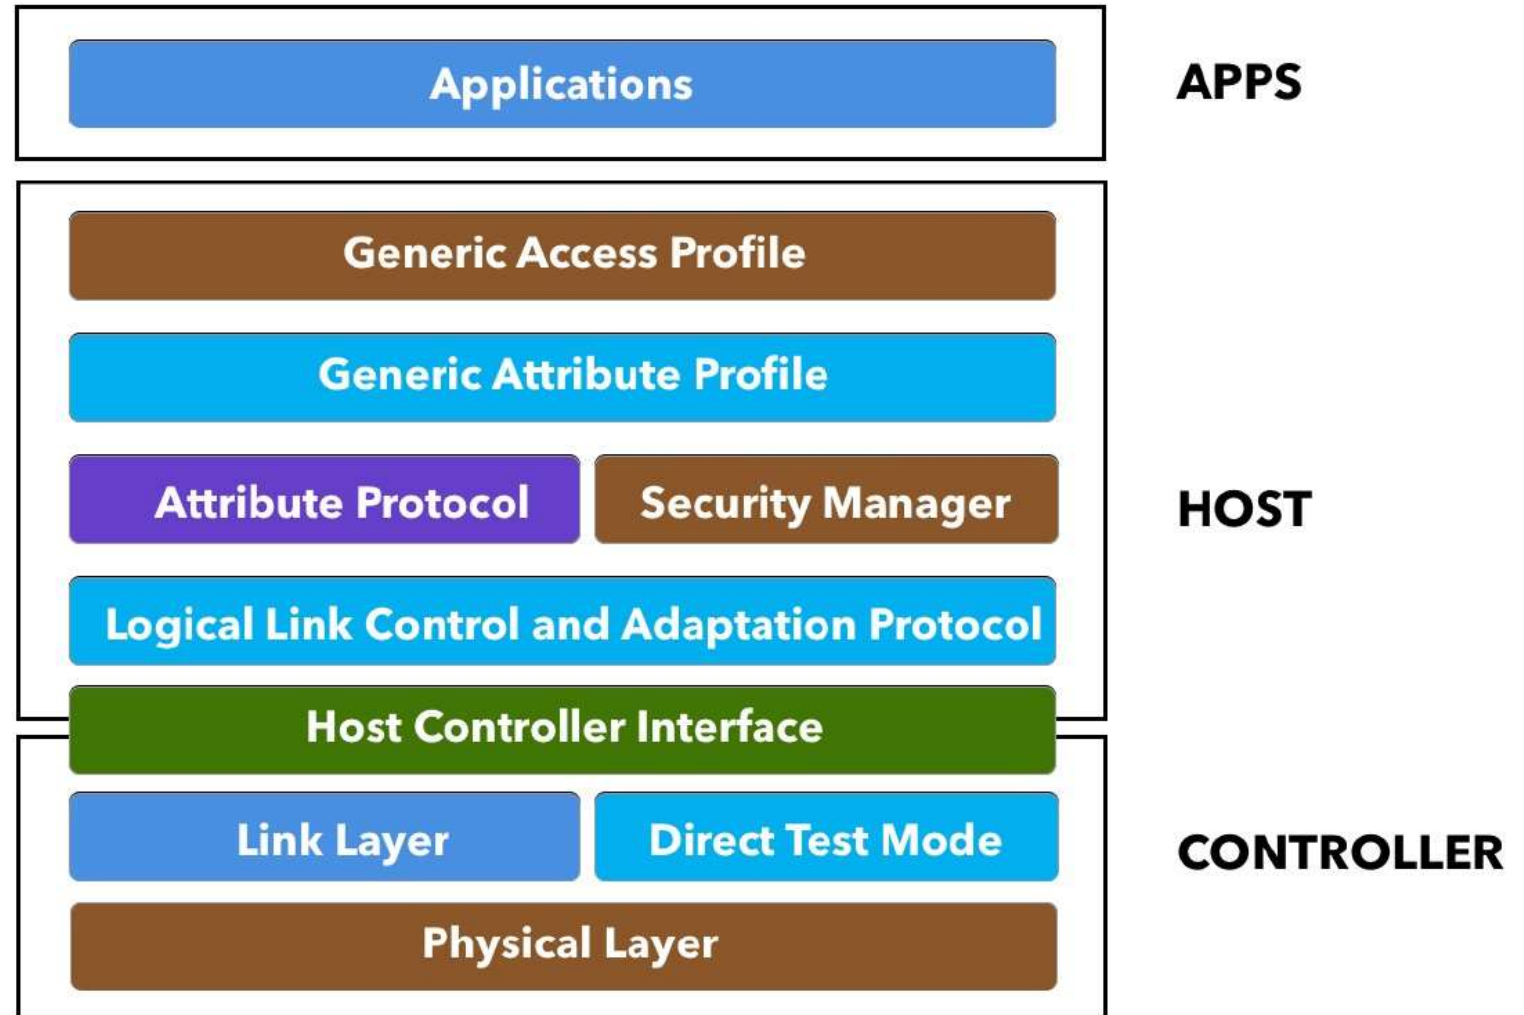 Applications
APPS
Generic Access Profile
Generic Attribute Profile
Attribute Protocol
Security Manager
HOST
Logical Link Control and Adaptation Protocol
Host Controller Interface
Link Layer
Direct Test Mode
CONTROLLER
Physical Layer